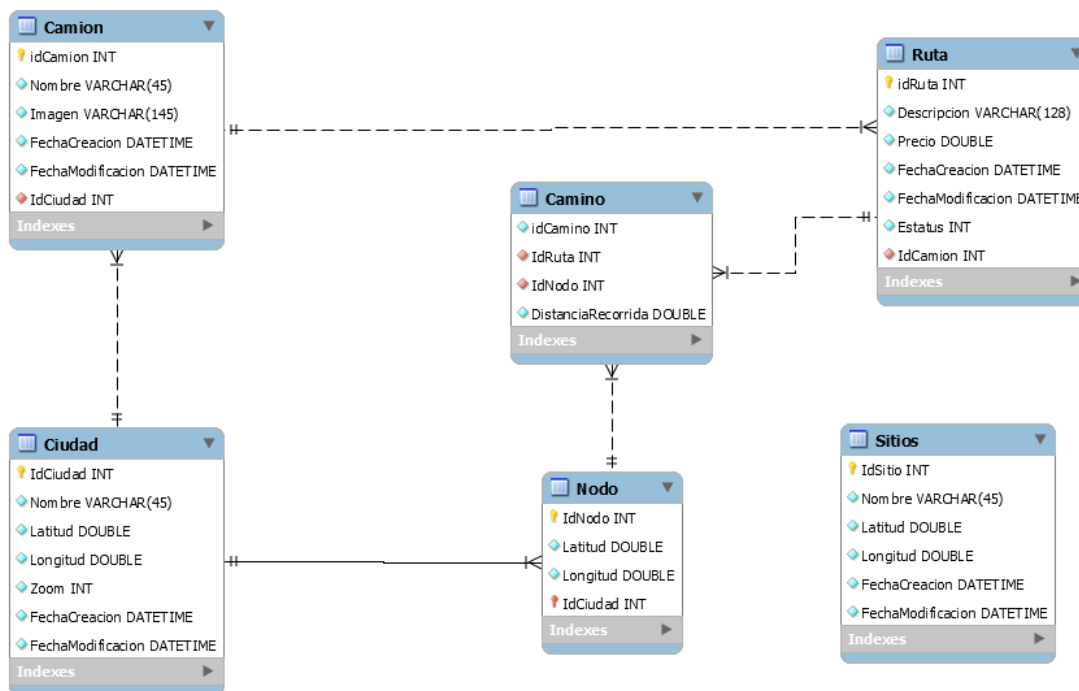 Camion
idCamion INT
Nombre VARCHAR(45)
Imagen VARCHAR(145)
FechaCreacion DATETIME
FechaModificacion DATETIME
IdCiudad INT
Indexes
Ruta
idRuta INT
Descripcion VARCHAR(128)
Precio DOUBLE
FechaCreacion DATETIME
FechaModificacion DATETIME
Estatus INT
IdCamion INT
Indexes
Camino
idCamino INT
IdRuta INT
IdNodo INT
DistanciaRecorrida DOUBLE
Indexes
Ciudad
IdCiudad INT
Nombre VARCHAR(45)
Latitud DOUBLE
Longitud DOUBLE
Zoom INT
FechaCreacion DATETIME
FechaModificacion DATETIME
Indexes
Nodo
IdNodo INT
Latitud DOUBLE
Longitud DOUBLE
IdCiudad INT
Indexes
Sitios
IdSitio INT
Nombre VARCHAR(45)
Latitud DOUBLE
Longitud DOUBLE
FechaCreacion DATETIME
FechaModificacion DATETIME
Indexes